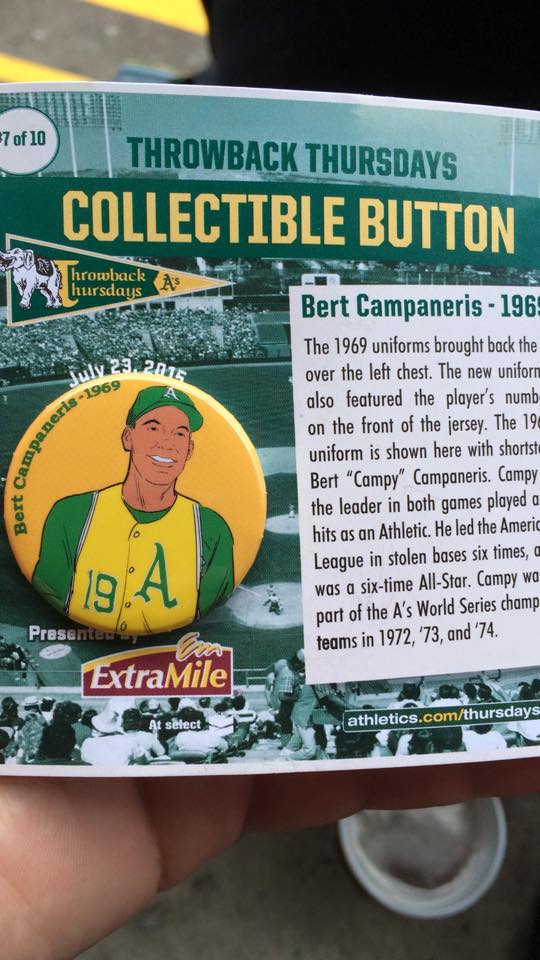 #7 of 10
THROWBACK THURSDAYS
COLLECTIBLE BUTTON
Throwback
Thursdays
A's
July 23, 2015
Bert Campaneris - 1969
A
19 A
Presented by
ExtraMile
At select
Bert Campaneris - 1969
The 1969 uniforms brought back the
over the left chest. The new uniform
also featured the player's numb
on the front of the jersey. The 196
uniform is shown here with shortst
Bert "Campy" Campaneris. Campy
the leader in both games played a
hits as an Athletic. He led the Americ
League in stolen bases six times, a
was a six-time All-Star. Campy wa
part of the A's World Series champ
teams in 1972, '73, and '74.
athletics.com/thursdays